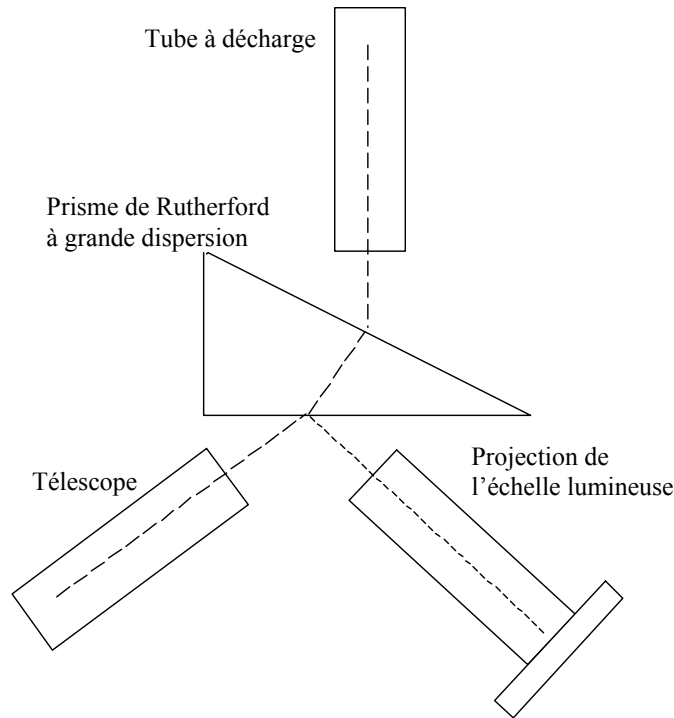 Tube à décharge
Prisme de Rutherford
à grande dispersion
Télescope
Projection de
l’échelle lumineuse